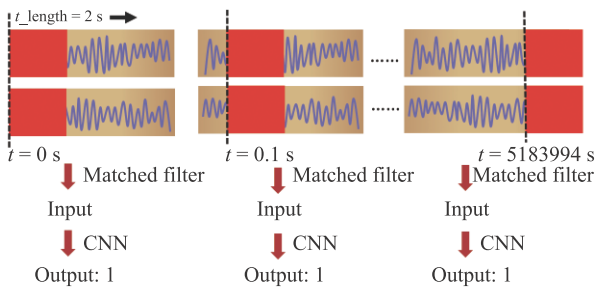 t_length = 2 s
...... 
......
t = 0 s
t = 0.1 s
t = 5183994 s
Matched filter
Matched filter
Matched filter
Input
Input
Input
CNN
CNN
CNN
Output: 1
Output: 1
Output: 1